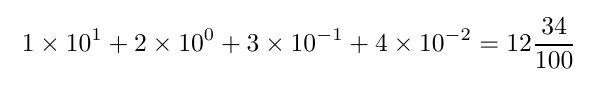 1 × 10¹ + 2 × 10⁰ + 3 × 10⁻¹ + 4 × 10⁻² = 12 34/100